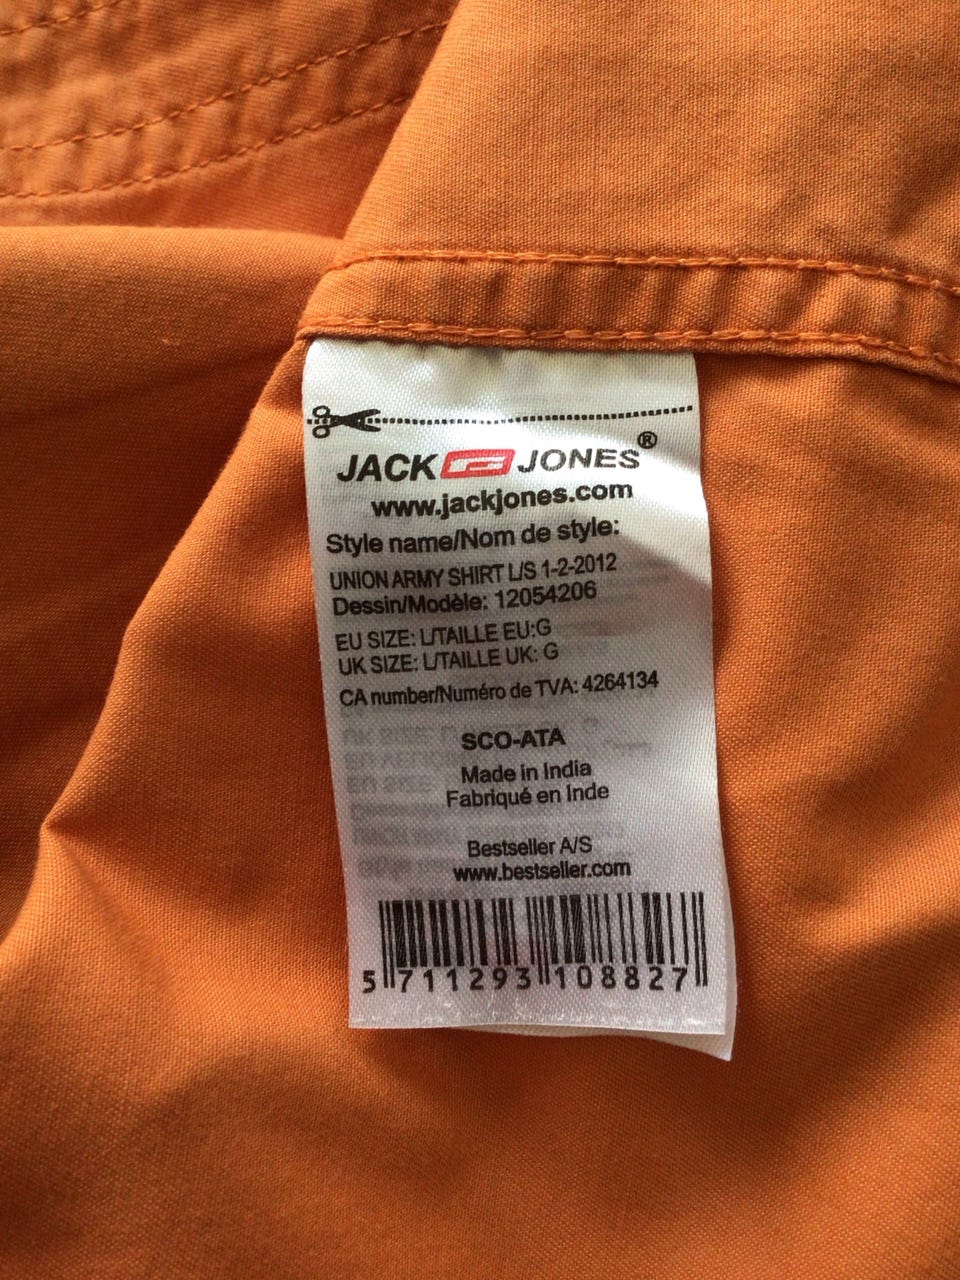 JACK JONES®
www.jackjones.com
Style name/Nom de style:
UNION ARMY SHIRT L/S 1-2-2012
Dessin/Modèle: 12054206
EU SIZE: L/TAILLE EU:G
UK SIZE: L/TAILLE UK: G
CA number/Numéro de TVA: 4264134
SCO-ATA
Made in India
Fabriqué en Inde
Bestseller A/S
www.bestseller.com
5 711293 108827